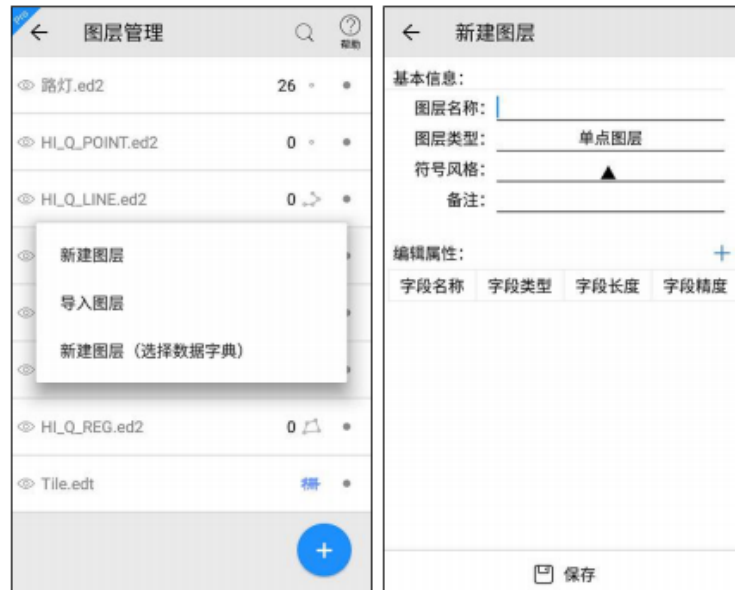 Pro
图层管理
帮助
路灯.ed2 26
HI_Q_POINT.ed2 0
HI_Q_LINE.ed2 0
新建图层
导入图层
新建图层（选择数据字典）
HI_Q_REG.ed2 0
Tile.edt 栅
新建图层
基本信息：
图层名称：
图层类型： 单点图层
符号风格：
备注：
编辑属性：
字段名称 字段类型 字段长度 字段精度
保存